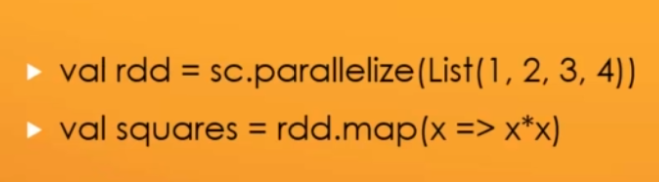 val rdd = sc.parallelize(List(1, 2, 3, 4))
val squares = rdd.map(x => x*x)